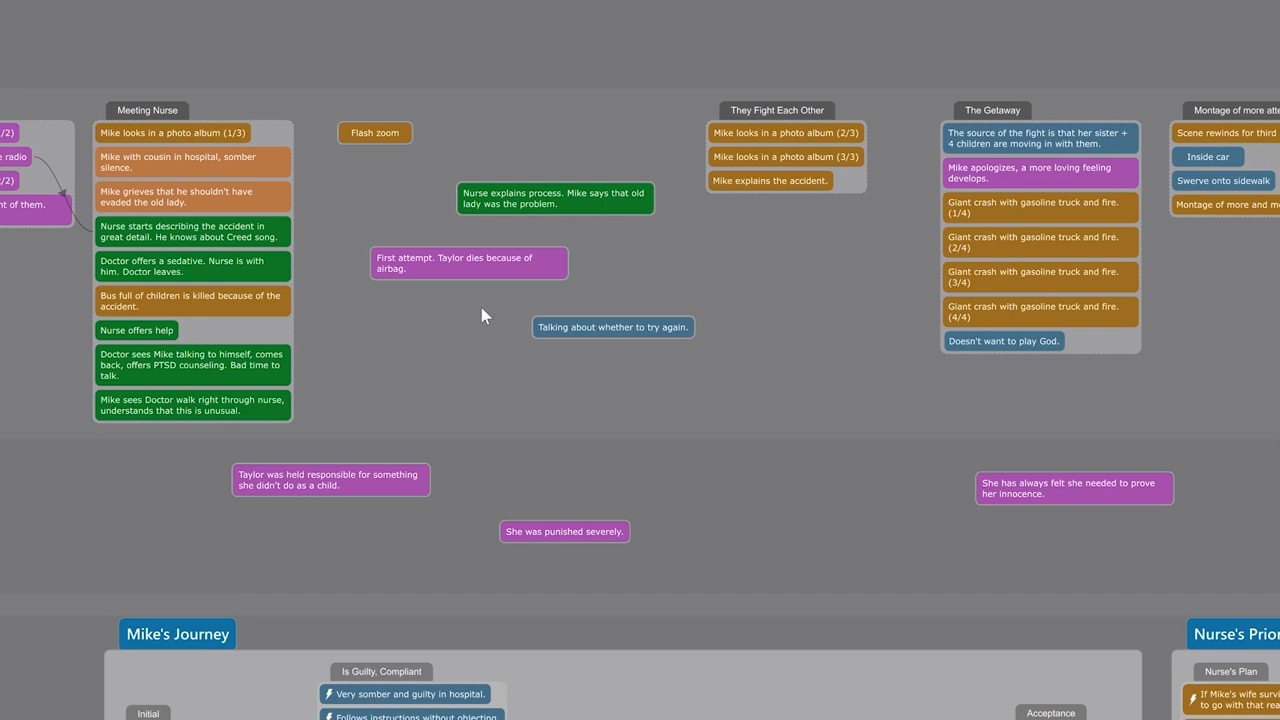 /2)
e radio
/2)
nt of them.
Meeting Nurse
Mike looks in a photo album (1/3)
Mike with cousin in hospital, somber
silence.
Mike grieves that he shouldn't have
evaded the old lady.
Nurse starts describing the accident in
great detail. He knows about Creed song.
Doctor offers a sedative. Nurse is with
him. Doctor leaves.
Bus full of children is killed because of the
accident.
Nurse offers help
Doctor sees Mike talking to himself, comes
back, offers PTSD counseling. Bad time to
talk.
Mike sees Doctor walk right through nurse,
understands that this is unusual.
Flash zoom
Nurse explains process. Mike says that old
lady was the problem.
First attempt. Taylor dies because of
airbag.
Talking about whether to try again.
They Fight Each Other
Mike looks in a photo album (2/3)
Mike looks in a photo album (3/3)
Mike explains the accident.
The Getaway
The source of the fight is that her sister +
4 children are moving in with them.
Mike apologizes, a more loving feeling
develops.
Giant crash with gasoline truck and fire.
(1/4)
Giant crash with gasoline truck and fire.
(2/4)
Giant crash with gasoline truck and fire.
(3/4)
Giant crash with gasoline truck and fire.
(4/4)
Doesn't want to play God.
Montage of more atte
Scene rewinds for third
Inside car
Swerve onto sidewalk
Montage of more and mo
Taylor was held responsible for something
she didn't do as a child.
She was punished severely.
She has always felt she needed to prove
her innocence.
Mike's Journey
Is Guilty, Compliant
Very somber and guilty in hospital.
Follows instructions without objecting
Initial
Acceptance
Nurse's Prior
Nurse's Plan
If Mike's wife survi
to go with that rea